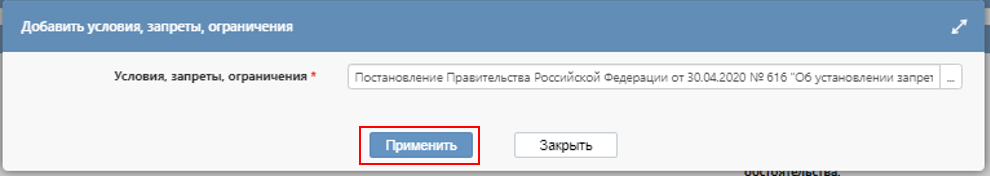 Добавить условия, запреты, ограничения
Условия, запреты, ограничения * Постановление Правительства Российской Федерации от 30.04.2020 № 616 "Об установлении запрет ...
Применить Закрыть
обстоятельства.